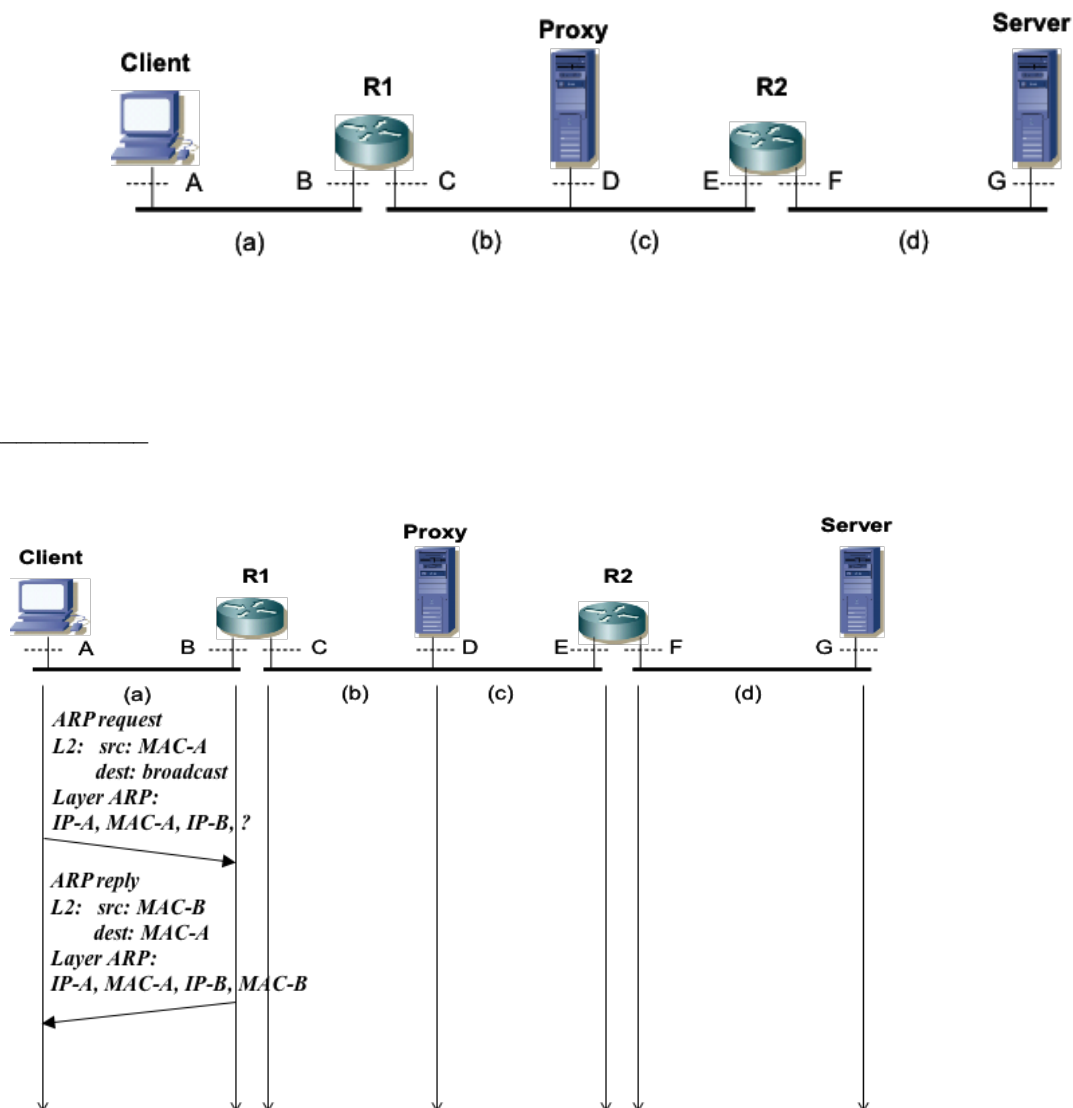 Proxy
Server
Client
R1
R2
A
B
C
D
E
F
G
(a)
(b)
(c)
(d)
Proxy
Server
Client
R1
R2
A
B
C
D
E
F
G
(a)
(b)
(c)
(d)
ARP request
L2: src: MAC-A
dest: broadcast
Layer ARP:
IP-A, MAC-A, IP-B, ?
ARP reply
L2: src: MAC-B
dest: MAC-A
Layer ARP:
IP-A, MAC-A, IP-B, MAC-B